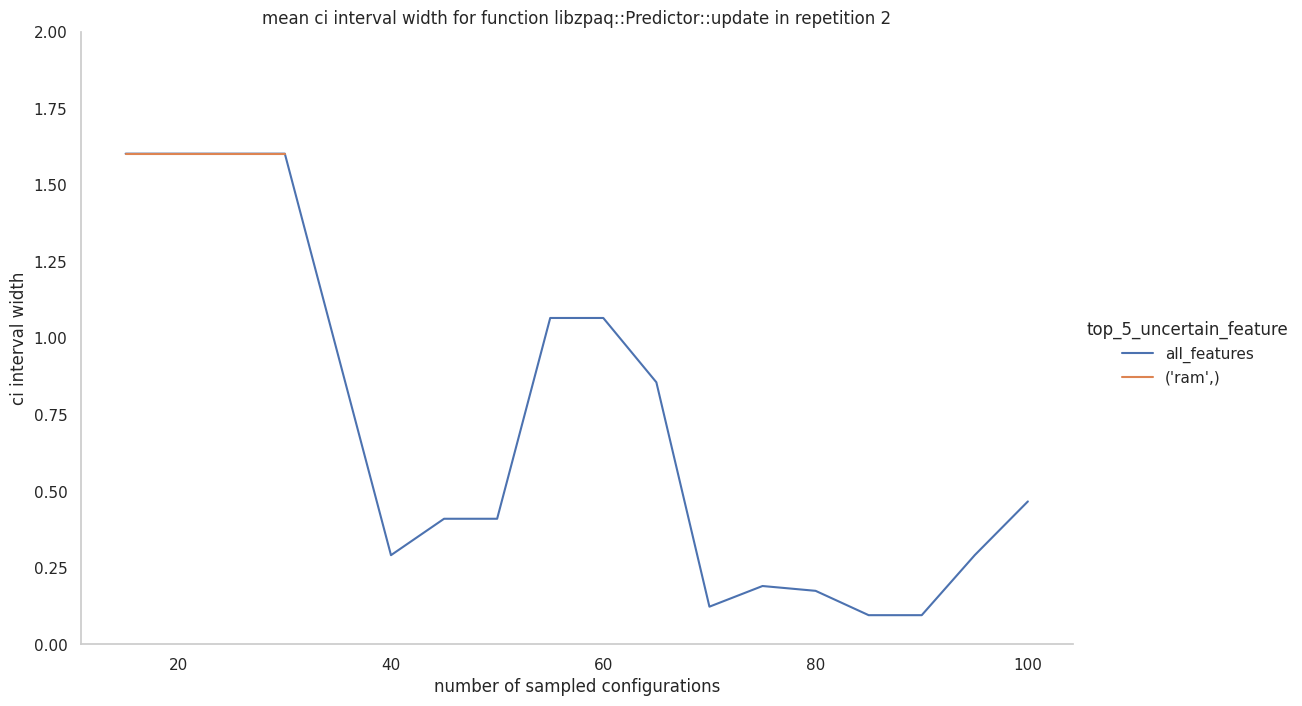 mean ci interval width for function libzpaq::Predictor::update in repetition 2
2.00
1.75
1.50
1.25
1.00
0.75
0.50
0.25
0.00
ci interval width
20
40
60
80
100
number of sampled configurations
top_5_uncertain_feature
all_features
('ram',)